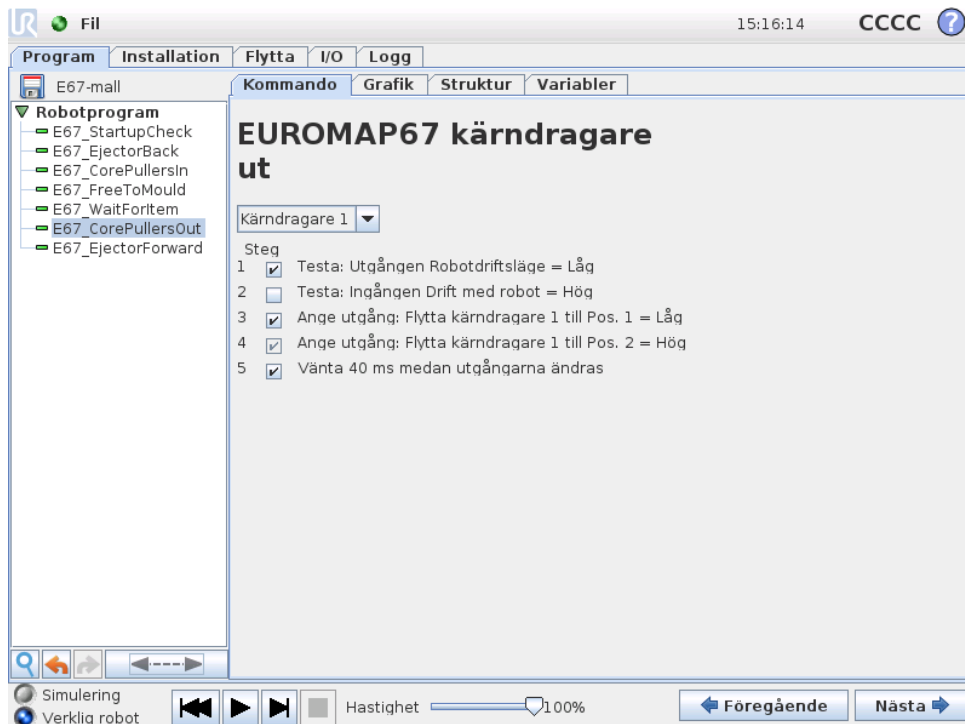 UR Fil 15:16:14 CCCC ?
Program Installation Flytta I/O Logg
E67-mall
Kommando Grafik Struktur Variabler
Robotprogram
E67_StartupCheck
E67_EjectorBack
E67_CorePullersIn
E67_FreeToMould
E67_WaitForItem
E67_CorePullersOut
E67_EjectorForward
EUROMAP67 kärndragare
ut
Kärndragare 1
Steg
1 Testa: Utgången Robotdriftsläge = Låg
2 Testa: Ingången Drift med robot = Hög
3 Ange utgång: Flytta kärndragare 1 till Pos. 1 = Låg
4 Ange utgång: Flytta kärndragare 1 till Pos. 2 = Hög
5 Vänta 40 ms medan utgångarna ändras
Simulering
Verklig robot
Hastighet 100%
Föregående Nästa